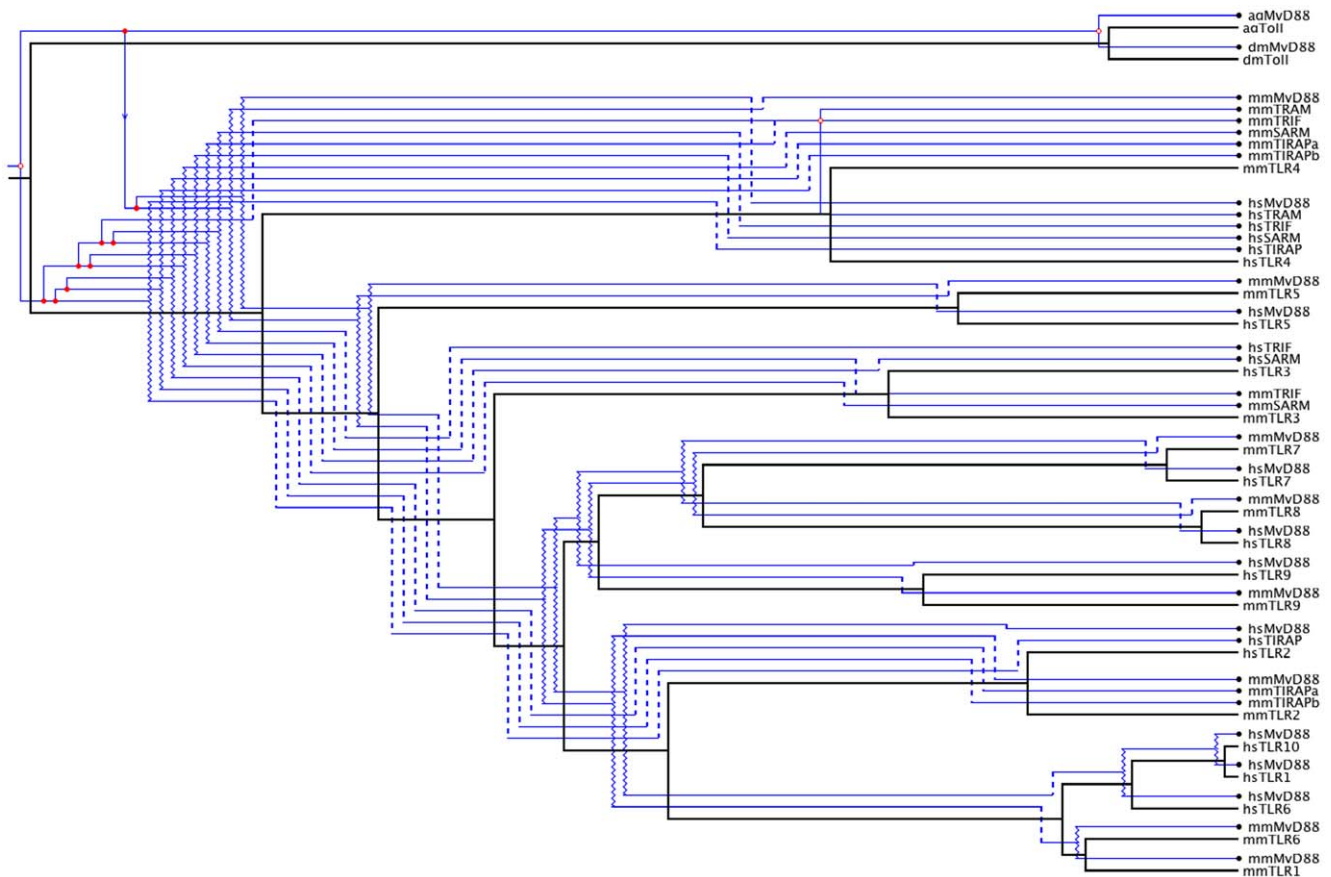 aaMyD88
aaToll
dmMyD88
dmToll
mmMyD88
mmTRAM
mmTRIF
mmSARM
mmTIRAPa
mmTIRAPb
mmTLR4
hsMyD88
hsTRAM
hsTRIF
hsSARM
hsTIRAP
hsTLR4
mmMyD88
mmTLR5
hsMyD88
hsTLR5
hsTRIF
hsSARM
hsTLR3
mmTRIF
mmSARM
mmTLR3
mmMyD88
mmTLR7
hsMyD88
hsTLR7
mmMyD88
mmTLR8
hsMyD88
hsTLR8
hsMyD88
hsTLR9
mmMyD88
mmTLR9
hsMyD88
hsTIRAP
hsTLR2
mmMyD88
mmTIRAPa
mmTIRAPb
mmTLR2
hsMyD88
hsTLR10
hsMyD88
hsTLR1
hsMyD88
hsTLR6
mmMyD88
mmTLR6
mmMyD88
mmTLR1